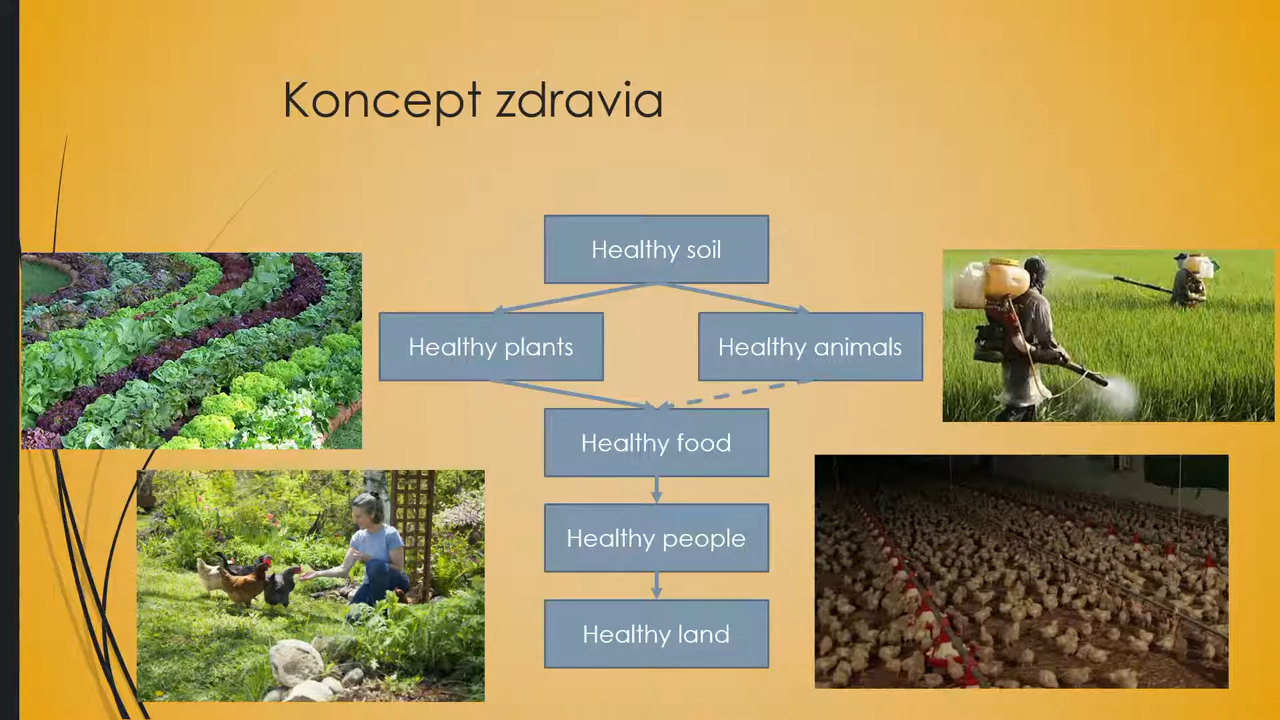 Koncept zdravia
Healthy soil
Healthy plants
Healthy animals
Healthy food
Healthy people
Healthy land